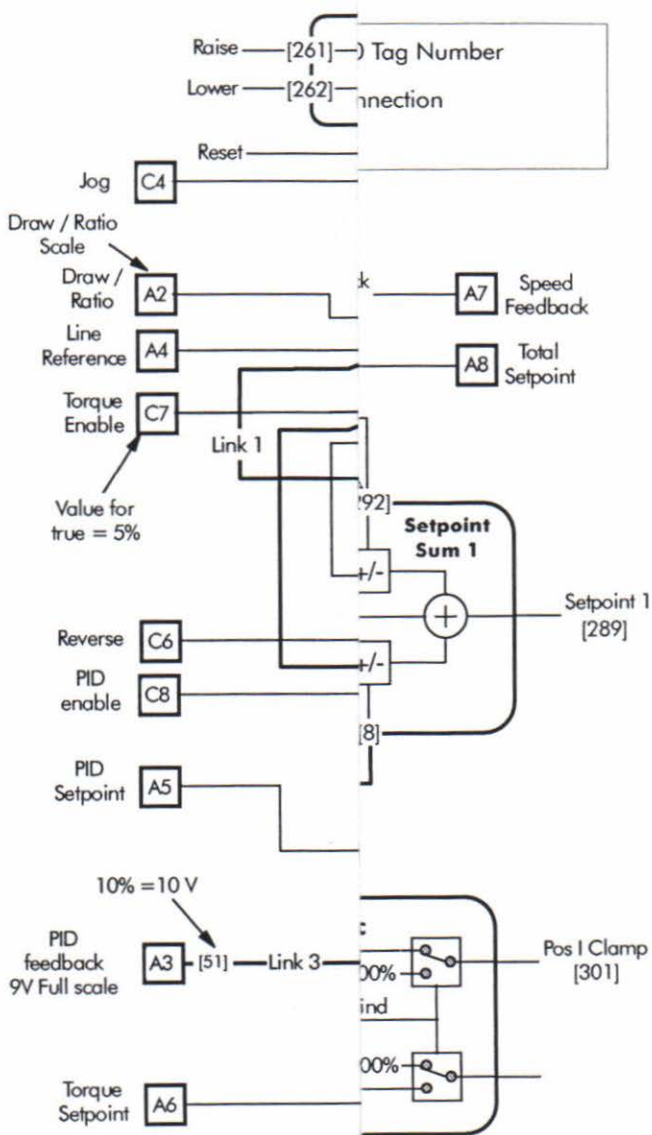 Raise [261] ) Tag Number
Lower [262] nnection
Reset
Jog C4
Draw / Ratio
Scale
Draw /
Ratio A2
A7 Speed
Feedback
Line
Reference A4
A8 Total
Setpoint
Torque
Enable C7
Link 1
Value for
true = 5%
292]
Setpoint
Sum 1
+/-
+
Setpoint 1
[289]
Reverse C6
+/-
PID
enable C8
[8]
PID
Setpoint A5
10% =10 V
PID
feedback
9V Full scale
A3 [51] Link 3
00%
ind
Pos I Clamp
[301]
00%
Torque
Setpoint A6